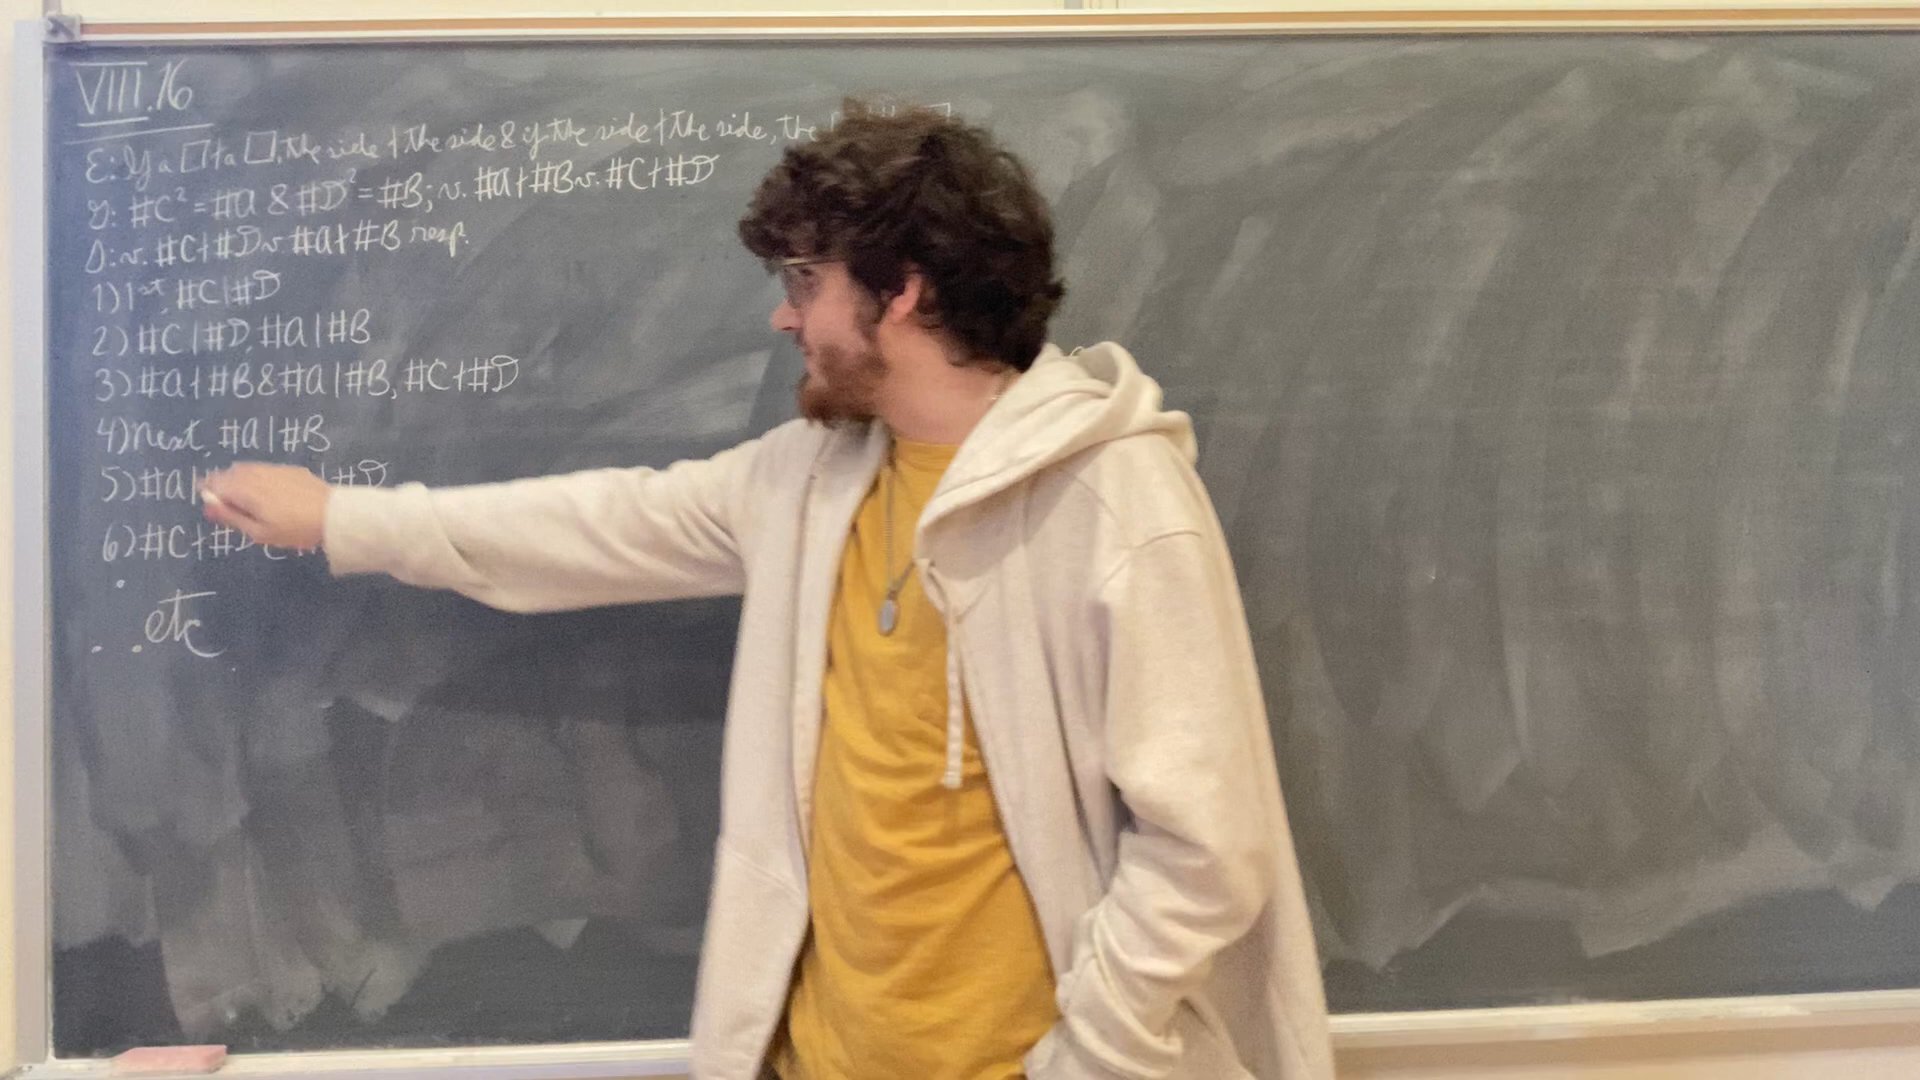 VIII.16
E: If a □∤a □, the side ∤ the side & if the side ∤ the side, the
G: #C²=#A & #D²=#B; n. #A∤#B n. #C∤#D
D: n. #C∤#D n. #A∤#B resp.
1) 1st, #C|#D
2) #C|#D, #A|#B
3) #A∤#B & #A|#B, #C∤#D
4) next, #A|#B
5) #A| |#D
6) #C∤#D
∴ etc